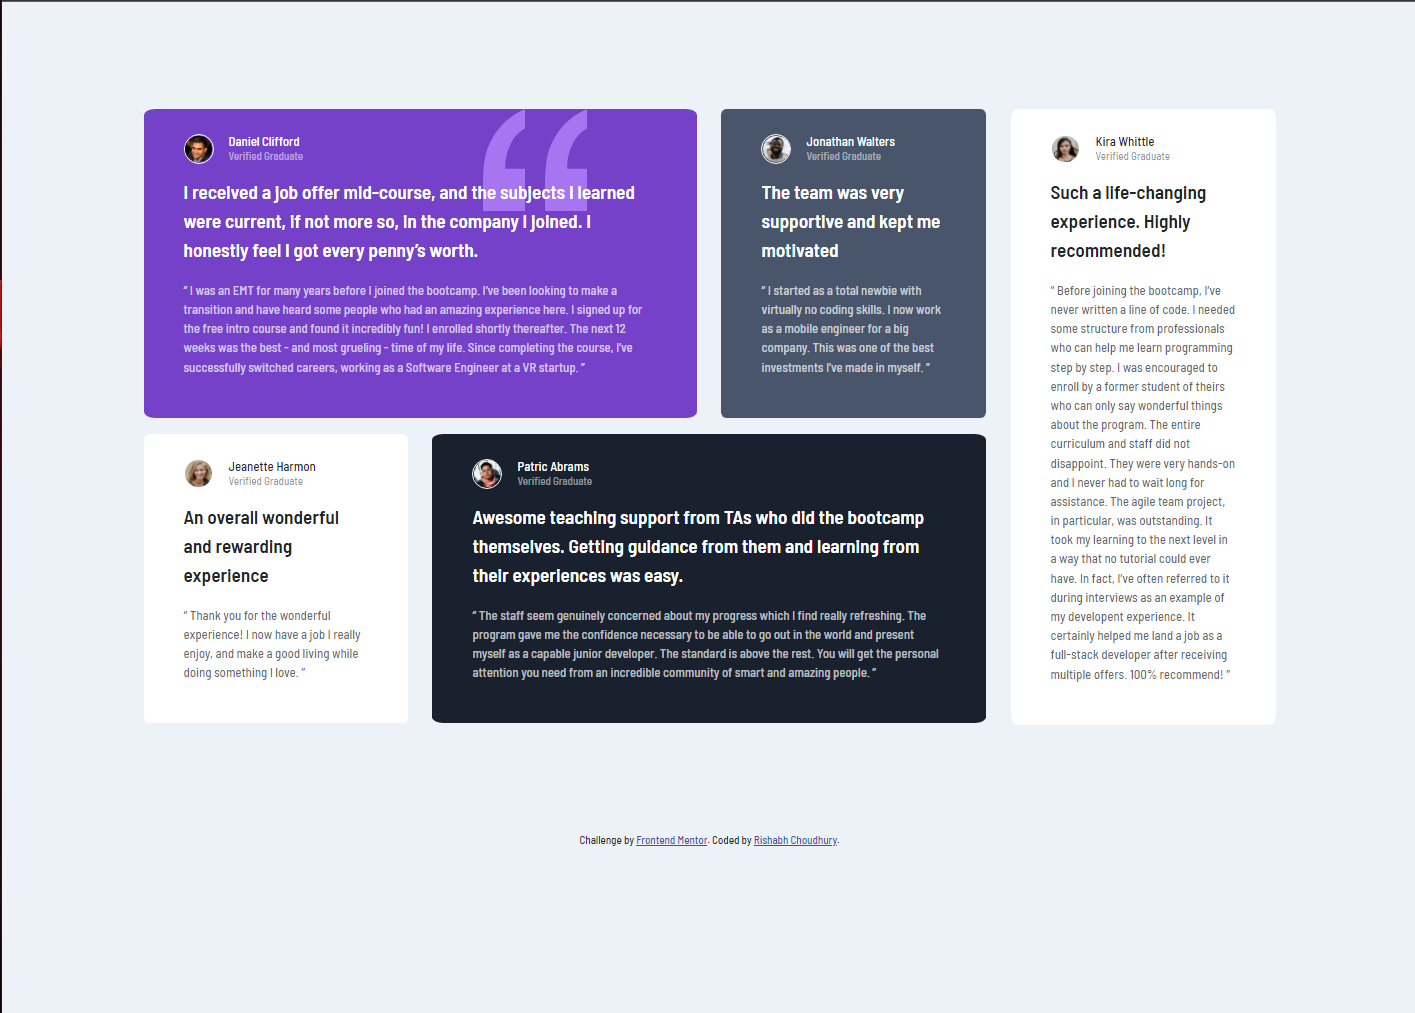 Daniel Clifford
Verified Graduate
I received a job offer mid-course, and the subjects I learned
were current, if not more so, in the company I joined. I
honestly feel I got every penny’s worth.
“ I was an EMT for many years before I joined the bootcamp. I’ve been looking to make a
transition and have heard some people who had an amazing experience here. I signed up for
the free intro course and found it incredibly fun! I enrolled shortly thereafter. The next 12
weeks was the best - and most grueling - time of my life. Since completing the course, I’ve
successfully switched careers, working as a Software Engineer at a VR startup. ”
Jonathan Walters
Verified Graduate
The team was very
supportive and kept me
motivated
“ I started as a total newbie with
virtually no coding skills. I now work
as a mobile engineer for a big
company. This was one of the best
investments I’ve made in myself. ”
Kira Whittle
Verified Graduate
Such a life-changing
experience. Highly
recommended!
“ Before joining the bootcamp, I’ve
never written a line of code. I needed
some structure from professionals
who can help me learn programming
step by step. I was encouraged to
enroll by a former student of theirs
who can only say wonderful things
about the program. The entire
curriculum and staff did not
disappoint. They were very hands-on
and I never had to wait long for
assistance. The agile team project,
in particular, was outstanding. It
took my learning to the next level in
a way that no tutorial could ever
have. In fact, I’ve often referred to it
during interviews as an example of
my developent experience. It
certainly helped me land a job as a
full-stack developer after receiving
multiple offers. 100% recommend! ”
Jeanette Harmon
Verified Graduate
An overall wonderful
and rewarding
experience
“ Thank you for the wonderful
experience! I now have a job I really
enjoy, and make a good living while
doing something I love. ”
Patric Abrams
Verified Graduate
Awesome teaching support from TAs who did the bootcamp
themselves. Getting guidance from them and learning from
their experiences was easy.
“ The staff seem genuinely concerned about my progress which I find really refreshing. The
program gave me the confidence necessary to be able to go out in the world and present
myself as a capable junior developer. The standard is above the rest. You will get the personal
attention you need from an incredible community of smart and amazing people. ”
Challenge by Frontend Mentor. Coded by Rishabh Choudhury.